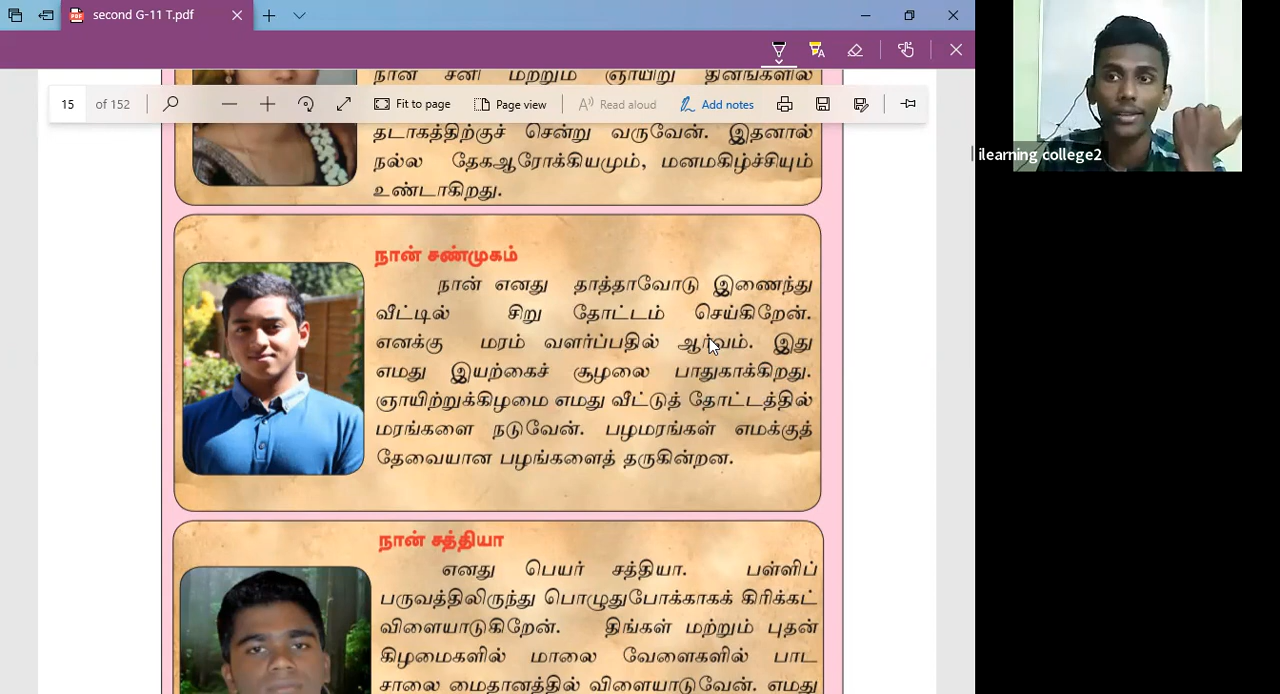 second G-11 T.pdf
15 of 152
Fit to page
Page view
Read aloud
Add notes
ilearning college2
நான் சனி மற்றும் ஞாயிறு தினங்களில்
தடாகத்திற்குச் சென்று வருவேன். இதனால்
நல்ல தேகஆரோக்கியமும், மனமகிழ்ச்சியும்
உண்டாகிறது.
நான் சண்முகம்
நான் எனது தாத்தாவோடு இணைந்து
வீட்டில் சிறு தோட்டம் செய்கிறேன்.
எனக்கு மரம் வளர்ப்பதில் ஆர்வம். இது
எமது இயற்கைச் சூழலை பாதுகாக்கிறது.
ஞாயிற்றுக்கிழமை எமது வீட்டுத் தோட்டத்தில்
மரங்களை நடுவேன். பழமரங்கள் எமக்குத்
தேவையான பழங்களைத் தருகின்றன.
நான் சத்தியா
எனது பெயர் சத்தியா. பள்ளிப்
பருவத்திலிருந்து பொழுதுபோக்காகக் கிரிக்கட்
விளையாடுகிறேன். திங்கள் மற்றும் புதன்
கிழமைகளில் மாலை வேளைகளில் பாட
சாலை மைதானத்தில் விளையாடுவேன். எமது